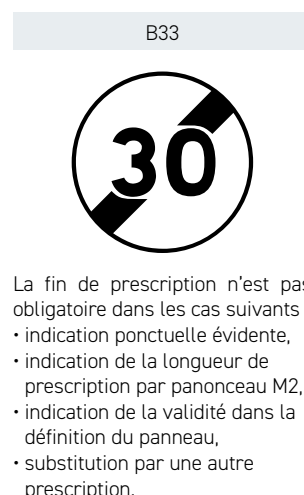 B33
30
La fin de prescription n’est pas
obligatoire dans les cas suivants
• indication ponctuelle évidente,
• indication de la longueur de
prescription par panonceau M2,
• indication de la validité dans la
définition du panneau,
• substitution par une autre
prescription.